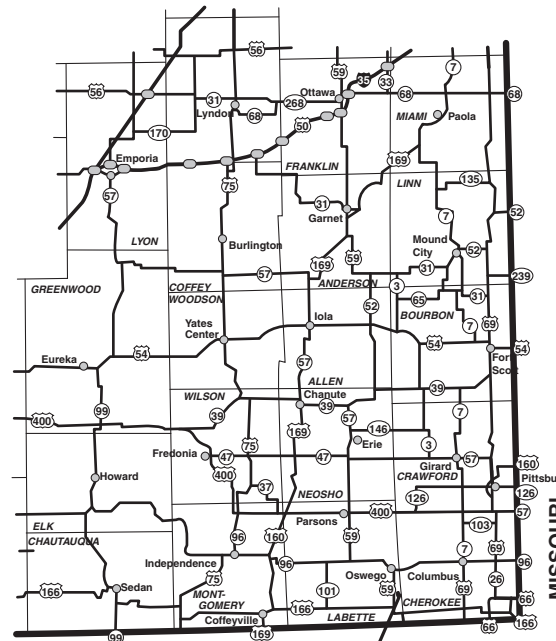 56
59
35
33
7
56
31
Lyndon
68
268
Ottawa
68
68
MIAMI
Paola
170
50
Emporia
FRANKLIN
169
57
75
LINN
135
31
Garnet
7
52
LYON
Burlington
169
59
Mound
City
52
57
31
239
GREENWOOD
COFFEY
WOODSON
ANDERSON
3
65
31
52
BOURBON
Yates
Center
Iola
7
69
54
54
54
Eureka
57
Fort
Scott
ALLEN
39
WILSON
Chanute
39
99
39
57
7
400
169
146
75
Erie
3
Fredonia
47
47
Girard
57
400
CRAWFORD
160
Howard
37
NEOSHO
126
Pittsbu
126
Parsons
400
57
ELK
CHAUTAUQUA
103
96
160
59
7
69
MISSOURI
Independence
96
Oswego
Columbus
96
166
Sedan
75
101
59
69
26
MONT-
GOMERY
166
CHEROKEE
66
Coffeyville
LABETTE
66
166
99
169